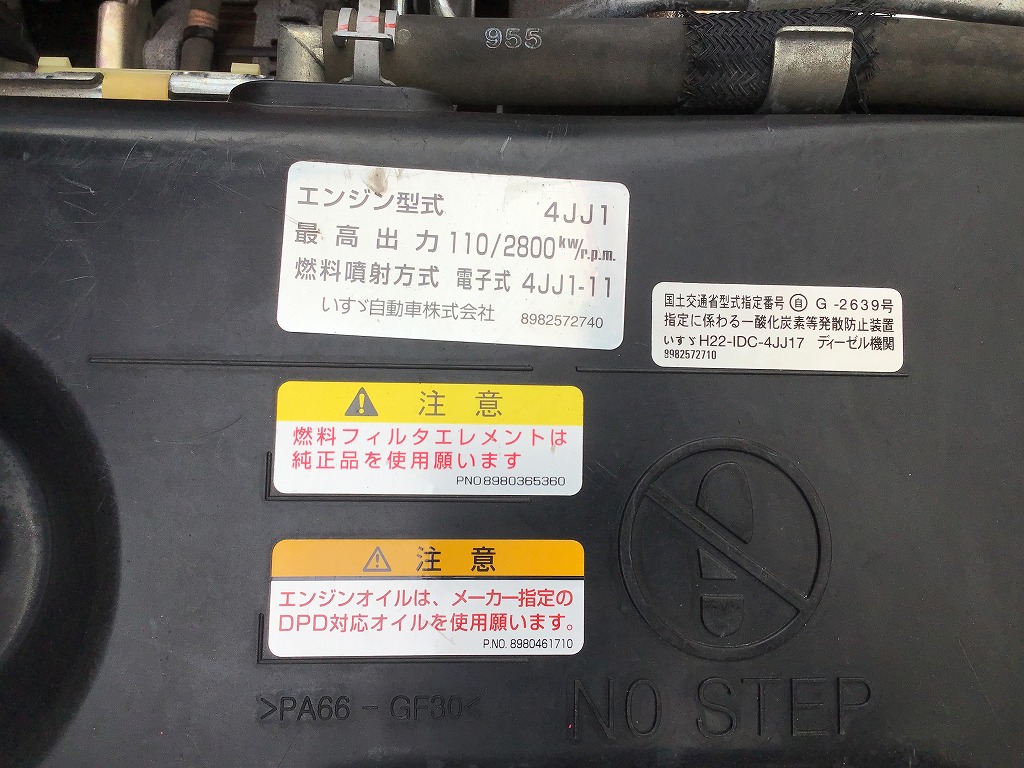 955
エンジン型式 4JJ1
最高出力 110/2800kw/r.p.m.
燃料噴射方式 電子式 4JJ1-11
いすゞ自動車株式会社 8982572740
国土交通省型式指定番号 ㉂ G-2639号
指定に係わる一酸化炭素等発散防止装置
いすゞH22-IDC-4JJ17 ディーゼル機関
8982572710
注意
燃料フィルタエレメントは
純正品を使用願います
PNO8980365360
注意
エンジンオイルは、メーカー指定の
DPD対応オイルを使用願います。
P.NO. 8980461710
>PA66-GF30<
NO STEP